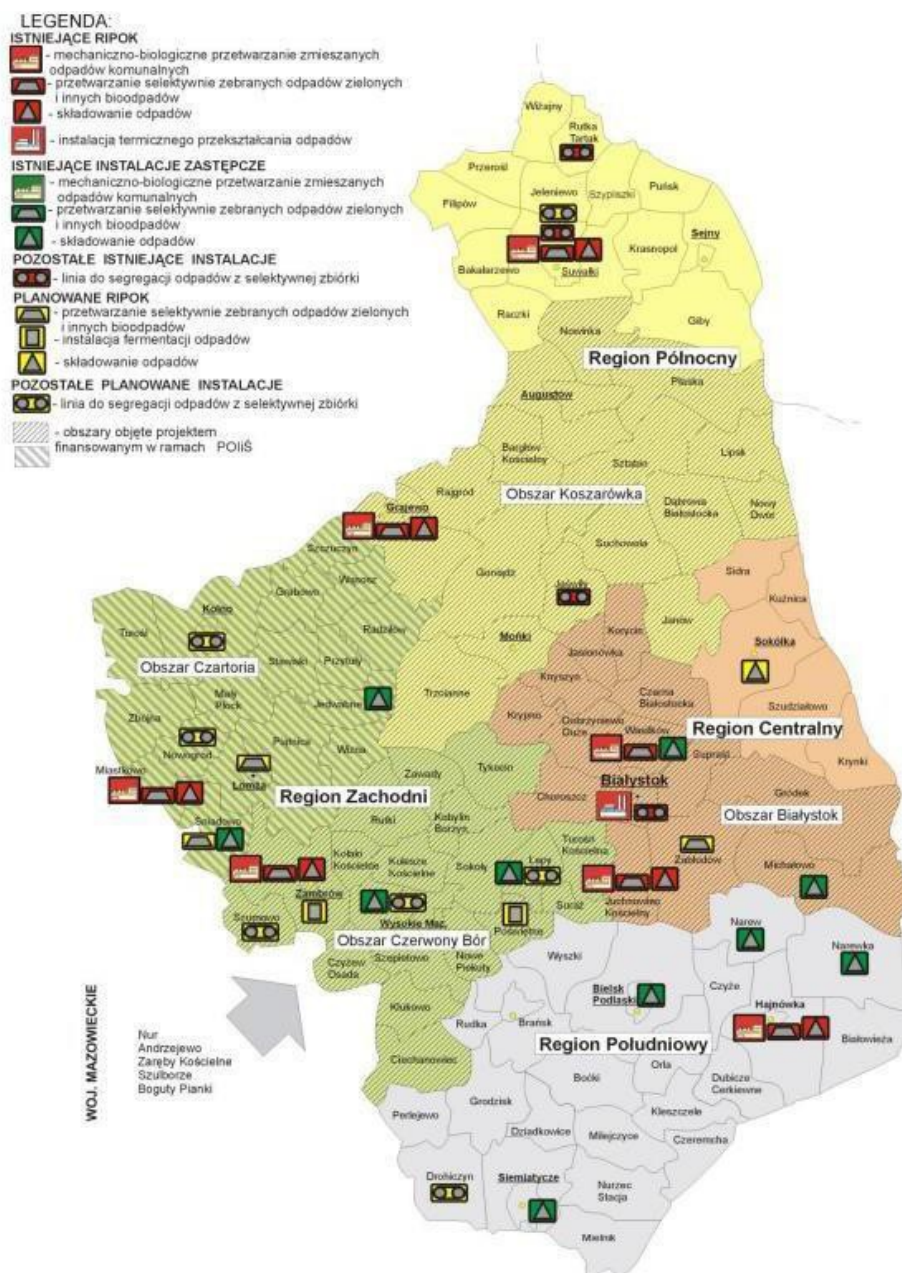 LEGENDA:
ISTNIEJĄCE RIPOK
- mechaniczno-biologiczne przetwarzanie zmieszanych
odpadów komunalnych
- przetwarzanie selektywnie zebranych odpadów zielonych
i innych bioodpadów
- składowanie odpadów
- instalacja termicznego przekształcania odpadów
ISTNIEJĄCE INSTALACJE ZASTĘPCZE
- mechaniczno-biologiczne przetwarzanie zmieszanych
odpadów komunalnych
- przetwarzanie selektywnie zebranych odpadów zielonych
i innych bioodpadów
- składowanie odpadów
POZOSTAŁE ISTNIEJĄCE INSTALACJE
- linia do segregacji odpadów z selektywnej zbiórki
PLANOWANE RIPOK
- przetwarzanie selektywnie zebranych odpadów zielonych
i innych bioodpadów
- instalacja fermentacji odpadów
- składowanie odpadów
POZOSTAŁE PLANOWANE INSTALACJE
- linia do segregacji odpadów z selektywnej zbiórki
- obszary objęte projektem
finansowanym w ramach POIiŚ
Wiżajny
Rutka
Tartak
Przerośl
Jeleniewo
Szypliszki
Puńsk
Filipów
Sejny
Krasnopol
Bakałarzewo
Suwałki
Raczki
Giby
Nowinka
Region Północny
Płaska
Augustów
Bargłów
Kościelny
Sztabin
Lipsk
Rajgród
Obszar Koszarówka
Dąbrowa
Białostocka
Nowy
Dwór
Grajewo
Suchowola
Szczuczyn
Goniądz
Sidra
Wąsosz
Jaświły
Kuźnica
Grabowo
Kolno
Janów
Radziłów
Korycin
Turośl
Mońki
Sokółka
Jasionówka
Obszar Czartoria
Stawiski
Przytuły
Knyszyn
Mały
Płock
Trzcianne
Czarna
Białostocka
Jedwabne
Szudziałowo
Zbójna
Krypno
Dobrzyniewo
Duże
Wasilków
Region Centralny
Nowogród
Piątnica
Wizna
Supraśl
Tykocin
Krynki
Miastkowo
Zawady
Białystok
Łomża
Region Zachodni
Choroszcz
Gródek
Rutki
Kobylin
Borzym
Obszar Białystok
Śniadowo
Turośń
Kościelna
Kołaki
Kościelne
Kulesze
Kościelne
Sokoły
Łapy
Zabłudów
Michałowo
Zambrów
Suraż
Juchnowiec
Kościelny
Szumowo
Wysokie Maz.
Poświętne
Narew
Obszar Czerwony Bór
Narewka
Szepietowo
Nowe
Piekuty
Wyszki
Czyżew
Osada
Czyże
Bielsk
Podlaski
Klukowo
Hajnówka
Rudka
Brańsk
Białowieża
WOJ. MAZOWIECKIE
Nur
Andrzejewo
Zaręby Kościelne
Szulborze
Boguty Pianki
Region Południowy
Ciechanowiec
Orla
Boćki
Dubicze
Cerkiewne
Grodzisk
Perlejewo
Kleszczele
Dziadkowice
Milejczyce
Czeremcha
Drohiczyn
Siemiatycze
Nurzec
Stacja
Mielnik